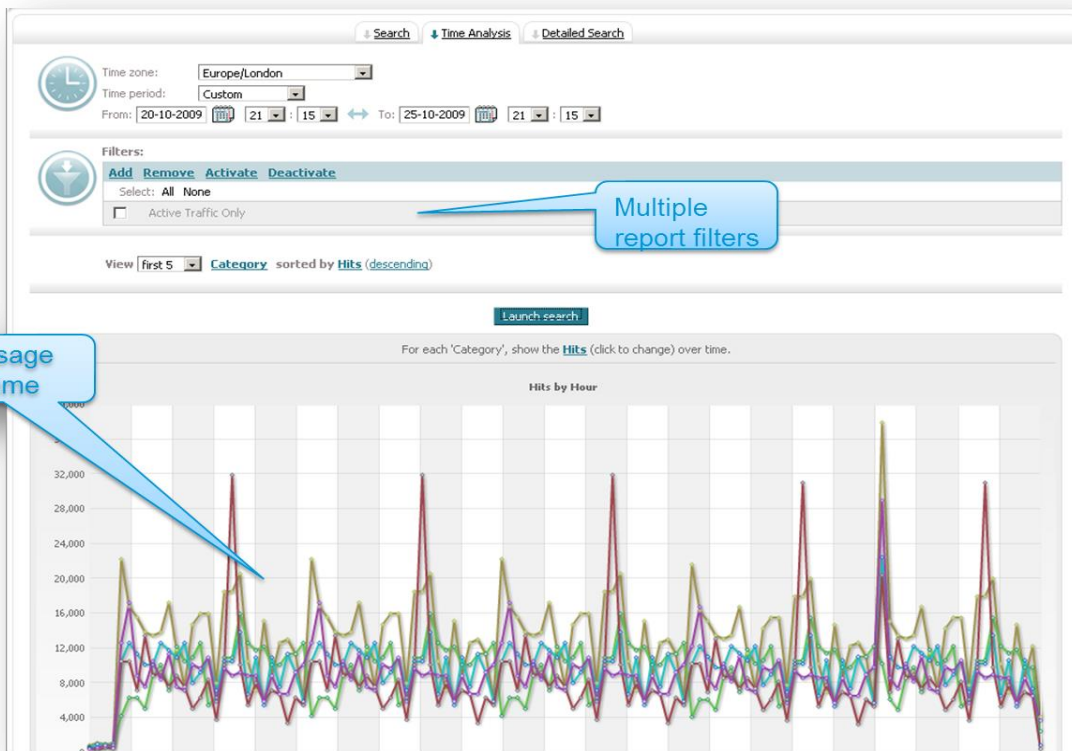 Search Time Analysis Detailed Search
Time zone: Europe/London
Time period: Custom
From: 20-10-2009 21 : 15 To: 25-10-2009 21 : 15
Filters:
Add Remove Activate Deactivate
Select: All None
Active Traffic Only
Multiple
report filters
View first 5 Category sorted by Hits (descending)
Launch search
For each 'Category', show the Hits (click to change) over time.
Hits by Hour
32,000
28,000
24,000
20,000
16,000
12,000
8,000
4,000